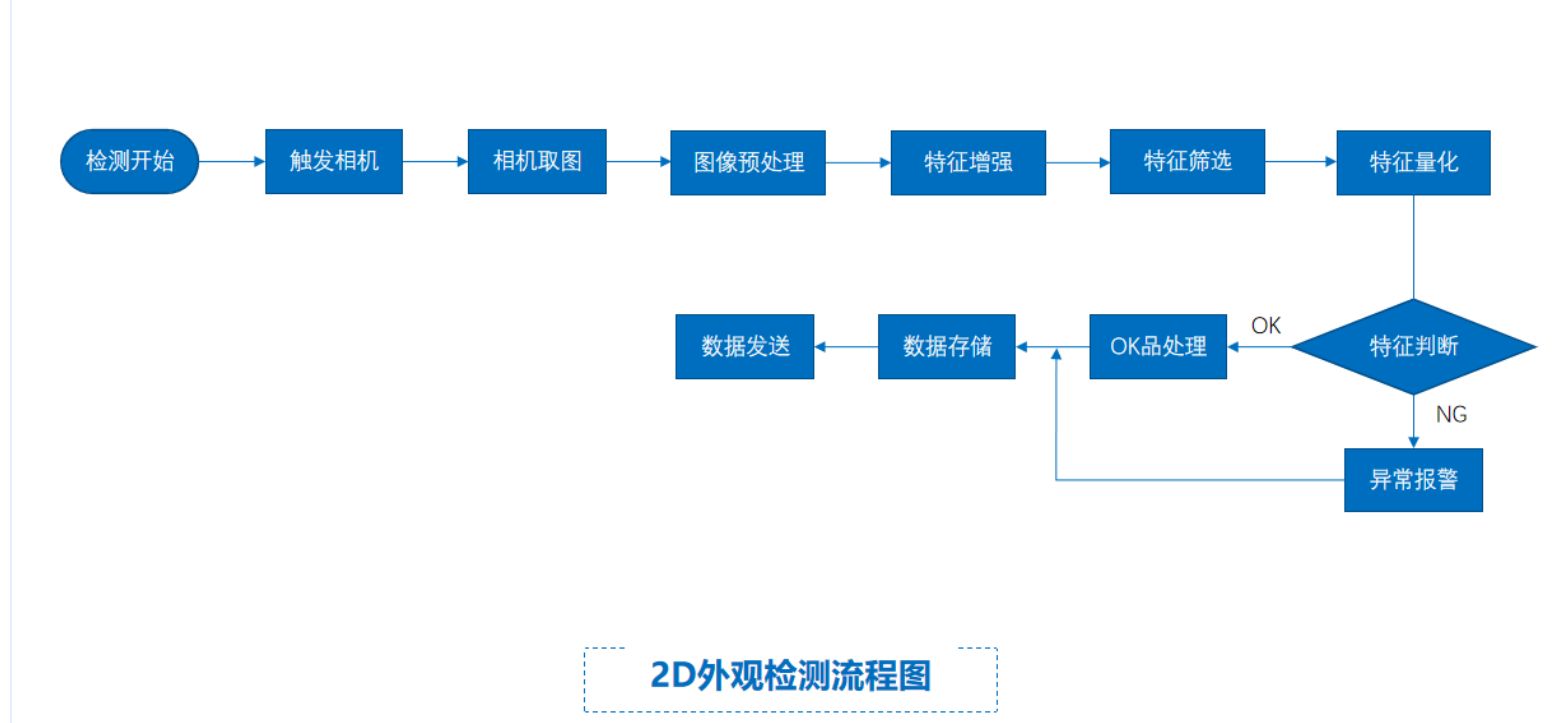 检测开始
触发相机
相机取图
图像预处理
特征增强
特征筛选
特征量化
特征判断
OK
OK品处理
数据存储
数据发送
NG
异常报警
2D外观检测流程图